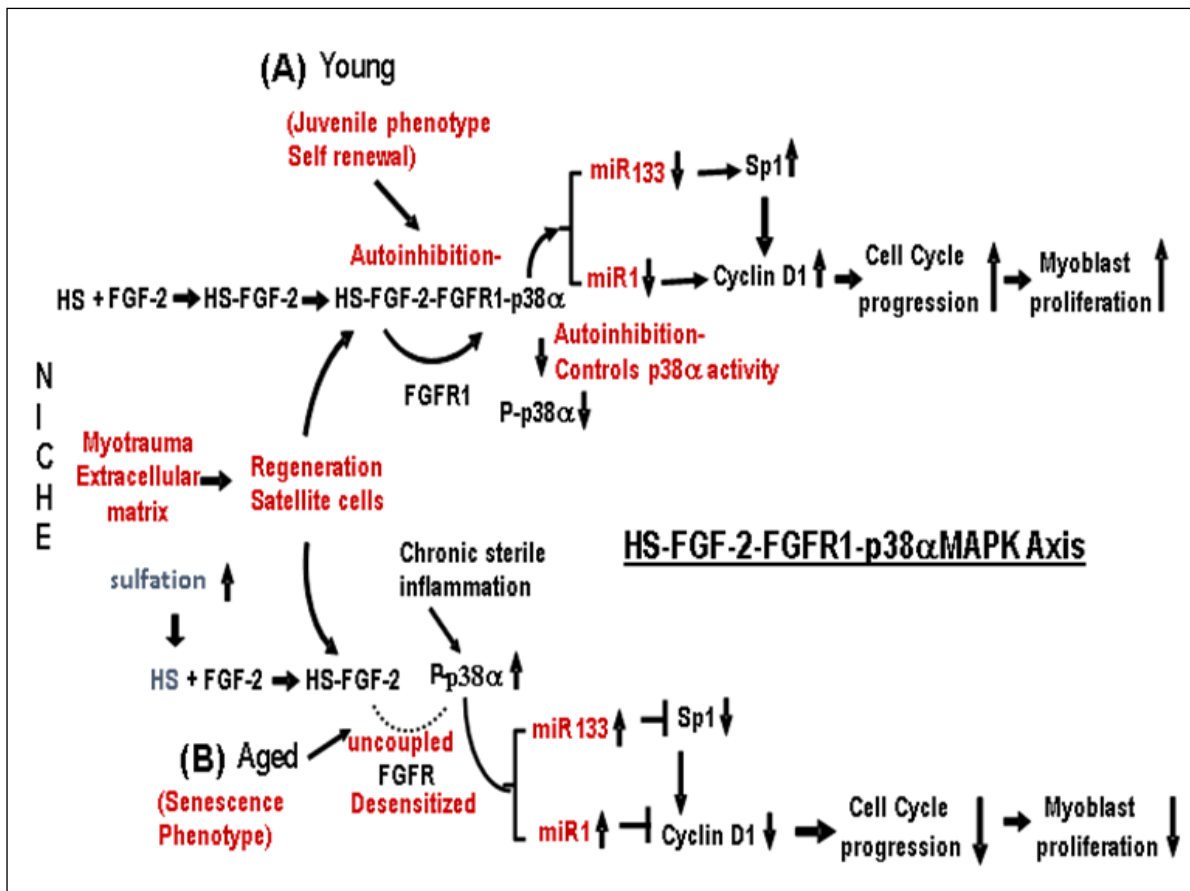 (A) Young
(Juvenile phenotype
Self renewal)
miR133
Sp1
Autoinhibition-
miR1
Cyclin D1
Cell Cycle
progression
Myoblast
proliferation
HS + FGF-2
HS-FGF-2
HS-FGF-2-FGFR1-p38α
FGFR1
Autoinhibition-
Controls p38α activity
P-p38α
NICHE
Myotrauma
Extracellular
matrix
Regeneration
Satellite cells
HS-FGF-2-FGFR1-p38αMAPK Axis
Chronic sterile
inflammation
sulfation
HS + FGF-2
HS-FGF-2
P-p38α
miR133
Sp1
(B) Aged
(Senescence
Phenotype)
uncoupled
FGFR
Desensitized
miR1
Cyclin D1
Cell Cycle
progression
Myoblast
proliferation